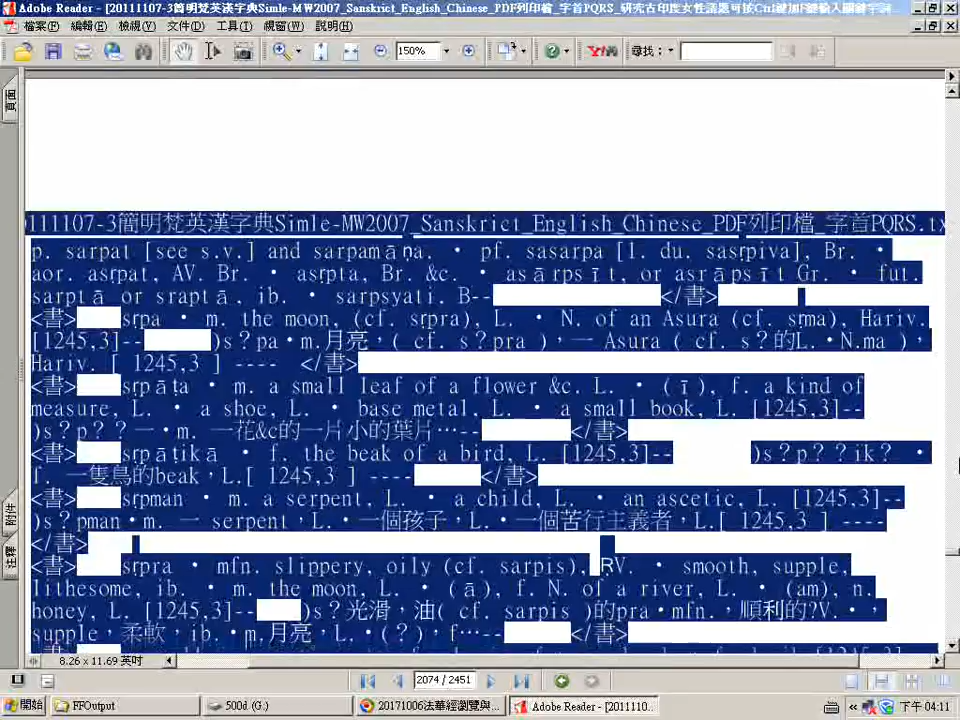 Adobe Reader - [20111107-3簡明梵英漢字典Simle-MW2007_Sanskrict_English_Chinese_PDF列印檔_字首PQRS_研究古印度女性議題可按Ctrl鍵加F鍵輸入關鍵字詞
檔案(F) 編輯(E) 檢視(V) 文件(D) 工具(T) 視窗(W) 說明(H)
150% 尋找：
頁面
附件
注釋
111107-3簡明梵英漢字典Simle-MW2007_Sanskrict_English_Chinese_PDF列印檔_字首PQRS.tx
p. sarpat [see s.v.] and sarpamāṇa. · pf. sasarpa [1. du. sasṛpiva], Br. ·
aor. asṛpat, AV. Br. · asṛpta, Br. &c. · asārpsīt, or asrāpsīt Gr. · fut.
sarptā or sraptā, ib. · sarpsyati. B-- </書>
<書> sṛpa · m. the moon, (cf. sṛpra), L. · N. of an Asura (cf. sṛma), Hariv.
[1245,3]-- )s？pa·m.月亮，( cf. s？pra )，一 Asura ( cf. s？的L.·N.ma )，
Hariv. [ 1245,3 ] ---- </書>
<書> sṛpāṭa · m. a small leaf of a flower &c. L. · (ī), f. a kind of
measure, L. · a shoe, L. · base metal, L. · a small book, L. [1245,3]--
)s？p？？一·m. 一花&c的一片小的葉片…-- </書>
<書> sṛpāṭikā · f. the beak of a bird, L. [1245,3]-- )s？p？？ik？ ·
f. 一隻鳥的beak，L.[ 1245,3 ] ---- </書>
<書> sṛpman · m. a serpent, L. · a child, L. · an ascetic, L. [1245,3]--
)s？pman·m. 一 serpent，L.·一個孩子，L.·一個苦行主義者，L.[ 1245,3 ] ----
</書>
<書> sṛpra · mfn. slippery, oily (cf. sarpis), RV. · smooth, supple,
lithesome, ib. · m. the moon, L. · (ā), f. N. of a river, L. · (am), n.
honey, L. [1245,3]-- )s？光滑，油( cf. sarpis )的pra·mfn.，順利的?V.·，
supple，柔軟，ib.·m.月亮，L.·(？)，f…-- </書>
8.26 x 11.69 英吋
2074 / 2451
開始 FFOutput 500d (G:) 20171006法華經瀏覽與... Adobe Reader - [2011110... 下午 04:11